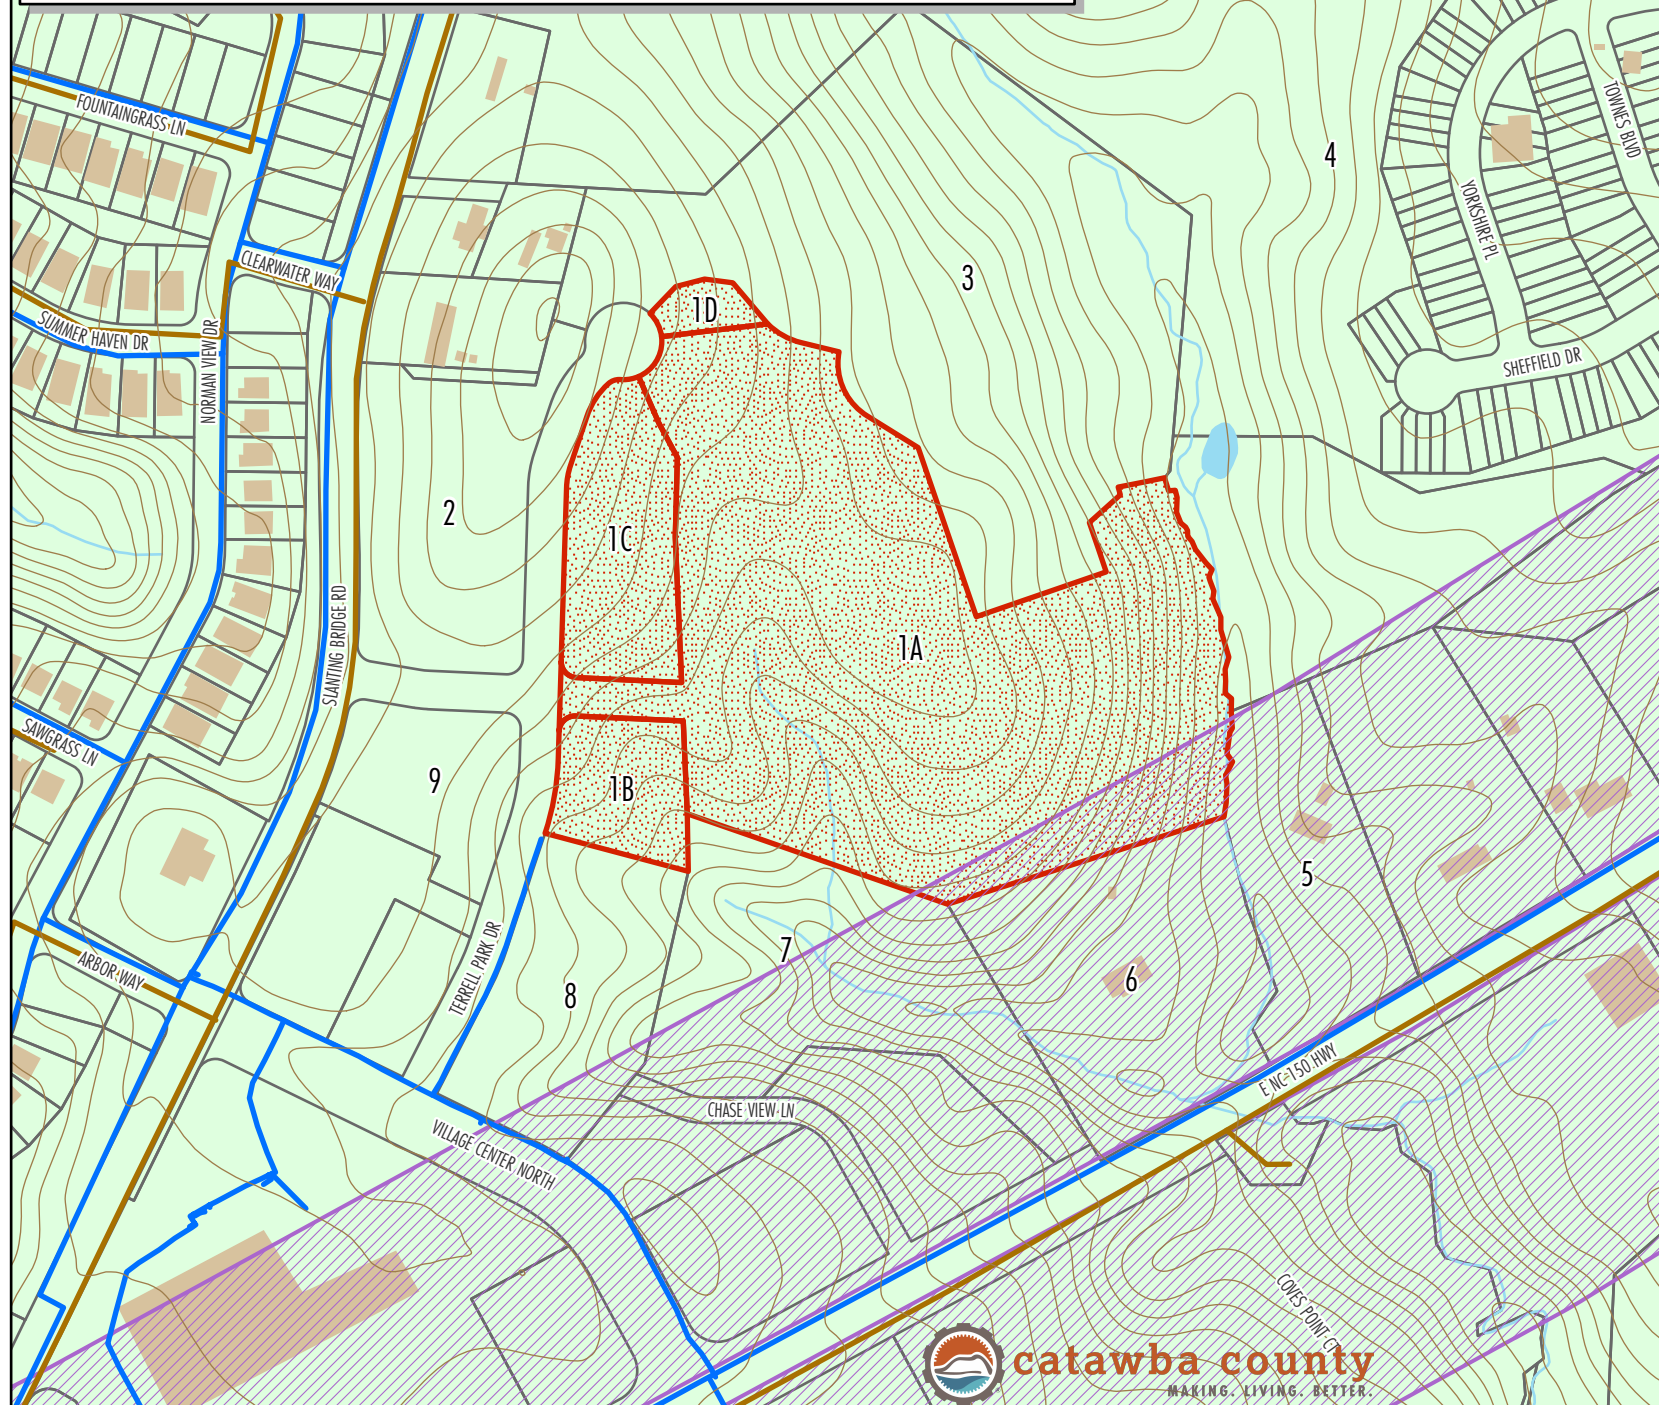 FOUNTAINGRASS LN
TOWNES BLVD
4
YORKSHIRE PL
CLEARWATER WAY
3
1D
SUMMER HAVEN DR
NORMAN VIEW DR
SHEFFIELD DR
2
1C
SLANTING BRIDGE RD
1A
SAWGRASS LN
9
1B
5
ARBOR WAY
TERRELL PARK DR
7
6
8
E NC 150 HWY
CHASE VIEW LN
VILLAGE CENTER NORTH
COVES POINT CT
catawba county
MAKING. LIVING. BETTER.